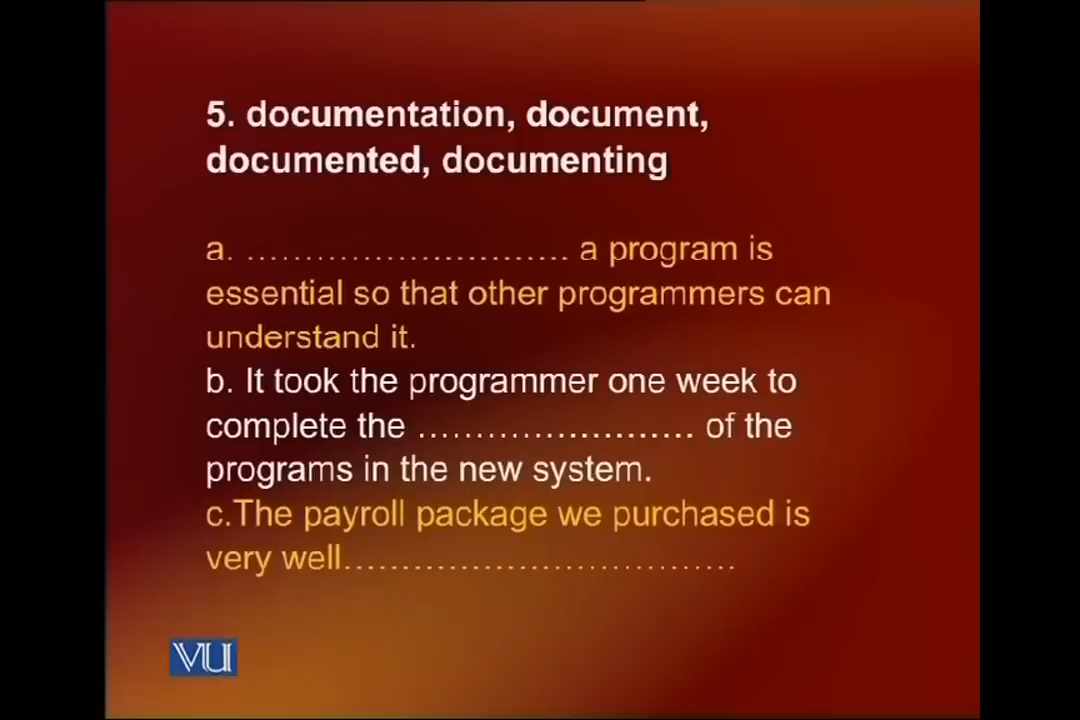 5. documentation, document,
documented, documenting
a. ................................ a program is
essential so that other programmers can
understand it.
b. It took the programmer one week to
complete the ........................... of the
programs in the new system.
c.The payroll package we purchased is
very well.......................................
VU